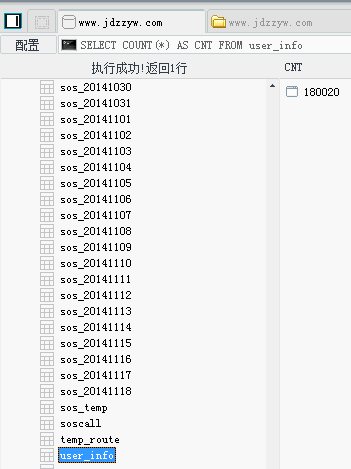 www.jdzzyw.com
www.jdzzyw.com
配置
SELECT COUNT(*) AS CNT FROM user_info
执行成功!返回1行
CNT
180020
sos_20141030
sos_20141031
sos_20141101
sos_20141102
sos_20141103
sos_20141104
sos_20141105
sos_20141106
sos_20141107
sos_20141108
sos_20141109
sos_20141110
sos_20141111
sos_20141112
sos_20141113
sos_20141114
sos_20141115
sos_20141116
sos_20141117
sos_20141118
sos_temp
soscall
temp_route
user_info